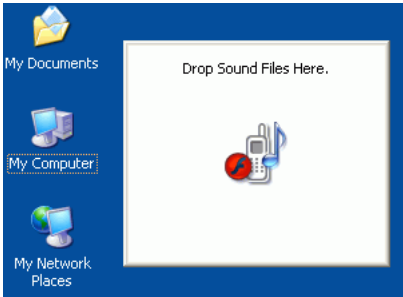 My Documents
Drop Sound Files Here.
My Computer
My Network
Places